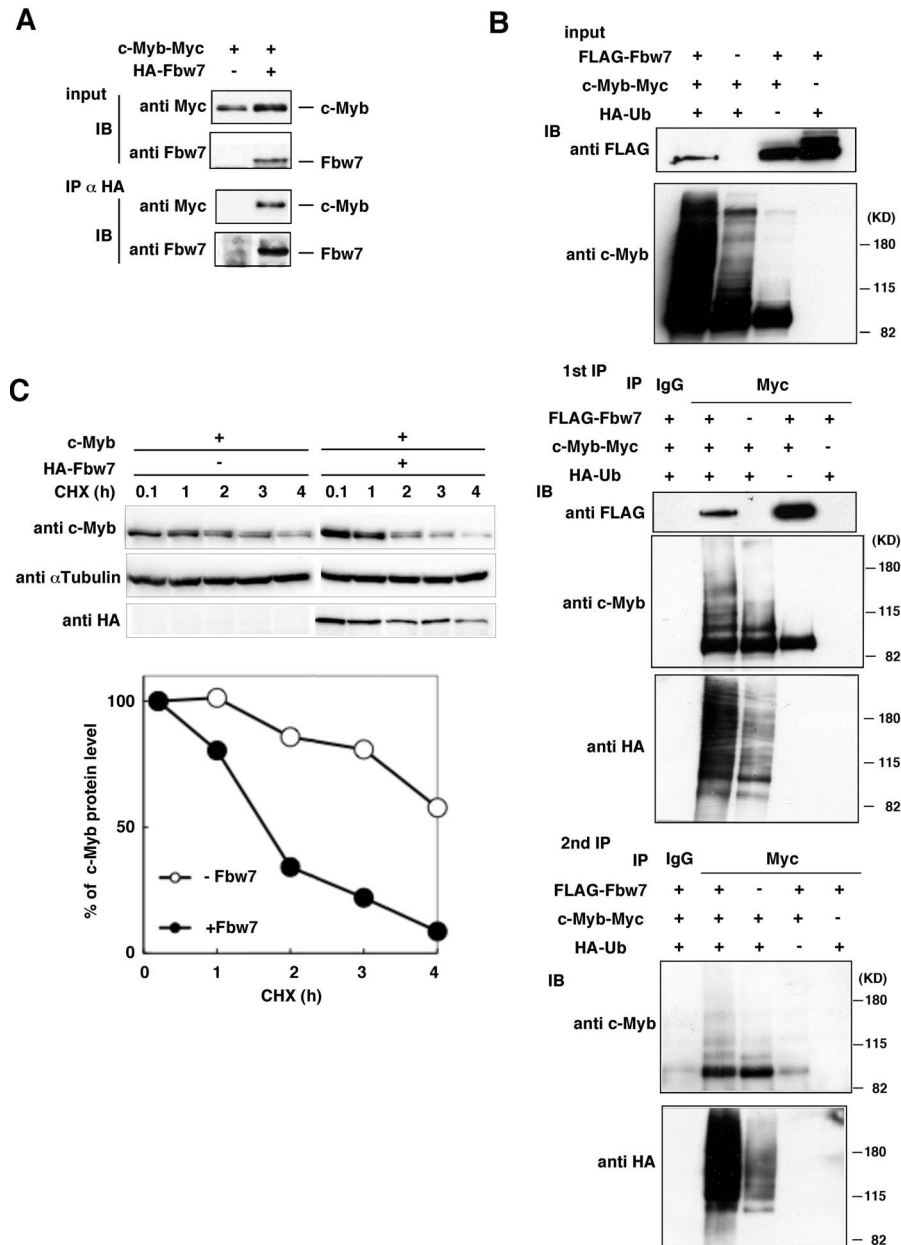 A
c-Myb-Myc + +
HA-Fbw7 - +
input
IB
anti Myc
c-Myb
anti Fbw7
Fbw7
IP α HA
IB
anti Myc
c-Myb
anti Fbw7
Fbw7
B
input
FLAG-Fbw7 + - + +
c-Myb-Myc + + + -
HA-Ub + + - +
IB
anti FLAG
(KD)
180
anti c-Myb
115
82
1st IP
IP IgG Myc
FLAG-Fbw7 + + - + +
c-Myb-Myc + + + + -
HA-Ub + + + - +
IB
anti FLAG
(KD)
180
anti c-Myb
115
82
180
anti HA
115
82
2nd IP
IP IgG Myc
FLAG-Fbw7 + + - + +
c-Myb-Myc + + + + -
HA-Ub + + + - +
IB
(KD)
180
anti c-Myb
115
82
anti HA
180
115
82
C
c-Myb + +
HA-Fbw7 - +
CHX (h) 0.1 1 2 3 4 0.1 1 2 3 4
anti c-Myb
anti αTubulin
anti HA
% of c-Myb protein level
100
50
0
- Fbw7
+Fbw7
0 1 2 3 4
CHX (h)